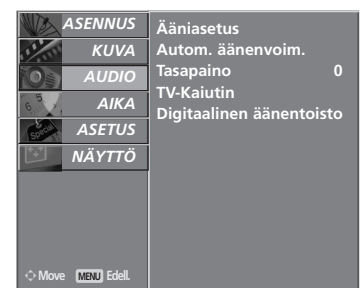 ASENNUS
KUVA
AUDIO
AIKA
ASETUS
NÄYTTÖ
Ääniasetus
Autom. äänenvoim.
Tasapaino 0
TV-Kaiutin
Digitaalinen äänentoisto
Move MENU Edell.